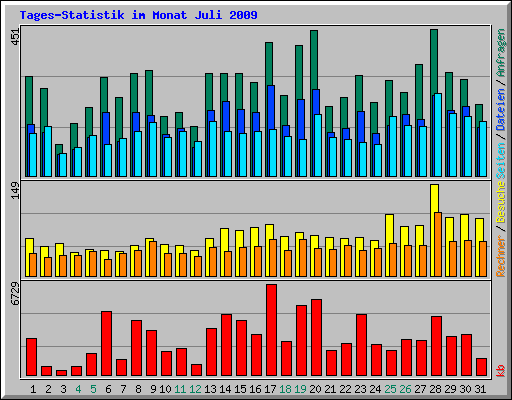 Tages-Statistik im Monat Juli 2009
451
149
6729
Rechner / Besuche Seiten / Dateien / Anfragen
kb
1 2 3 4 5 6 7 8 9 10 11 12 13 14 15 16 17 18 19 20 21 22 23 24 25 26 27 28 29 30 31